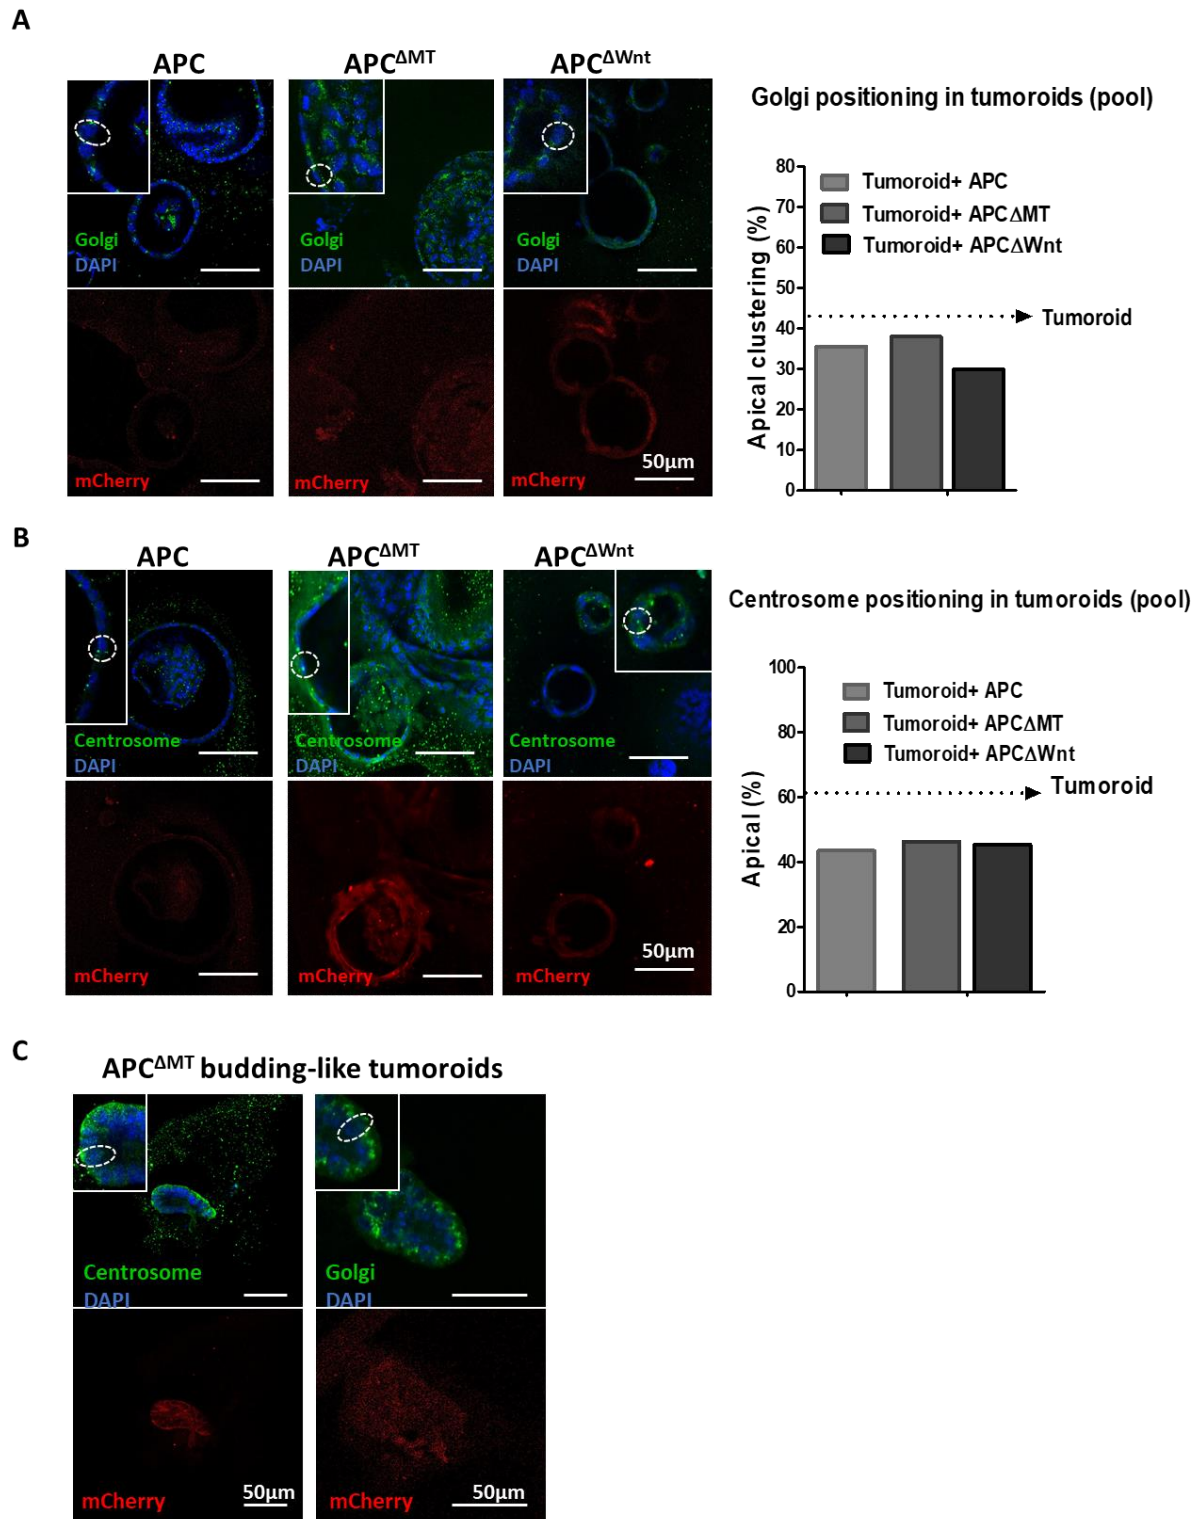 A
APC
APCΔMT
APCΔWnt
Golgi
DAPI
Golgi
DAPI
Golgi
DAPI
mCherry
mCherry
mCherry
50µm
Golgi positioning in tumoroids (pool)
Apical clustering (%)
80
70
60
50
40
30
20
10
0
Tumoroid+ APC
Tumoroid+ APCΔMT
Tumoroid+ APCΔWnt
Tumoroid
B
APC
APCΔMT
APCΔWnt
Centrosome
DAPI
Centrosome
DAPI
Centrosome
DAPI
mCherry
mCherry
mCherry
50µm
Centrosome positioning in tumoroids (pool)
Apical (%)
100
80
60
40
20
0
Tumoroid+ APC
Tumoroid+ APCΔMT
Tumoroid+ APCΔWnt
Tumoroid
C
APCΔMT budding-like tumoroids
Centrosome
DAPI
Golgi
DAPI
mCherry
50µm
mCherry
50µm